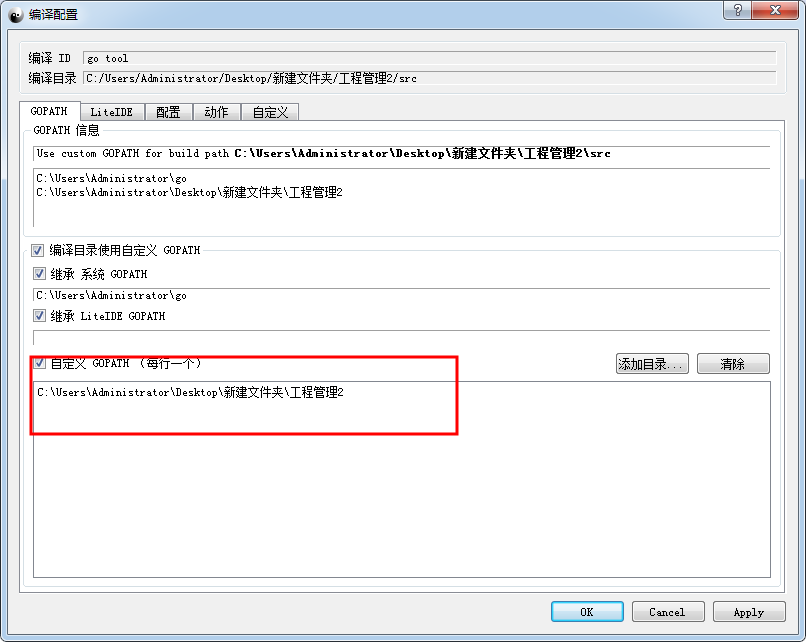 编译配置
编译 ID go tool
编译目录 C:/Users/Administrator/Desktop/新建文件夹/工程管理2/src
GOPATH LiteIDE 配置 动作 自定义
GOPATH 信息
Use custom GOPATH for build path C:\Users\Administrator\Desktop\新建文件夹\工程管理2\src
C:\Users\Administrator\go
C:\Users\Administrator\Desktop\新建文件夹\工程管理2
编译目录使用自定义 GOPATH
继承 系统 GOPATH
C:\Users\Administrator\go
继承 LiteIDE GOPATH
自定义 GOPATH （每行一个） 添加目录... 清除
C:\Users\Administrator\Desktop\新建文件夹\工程管理2
OK Cancel Apply